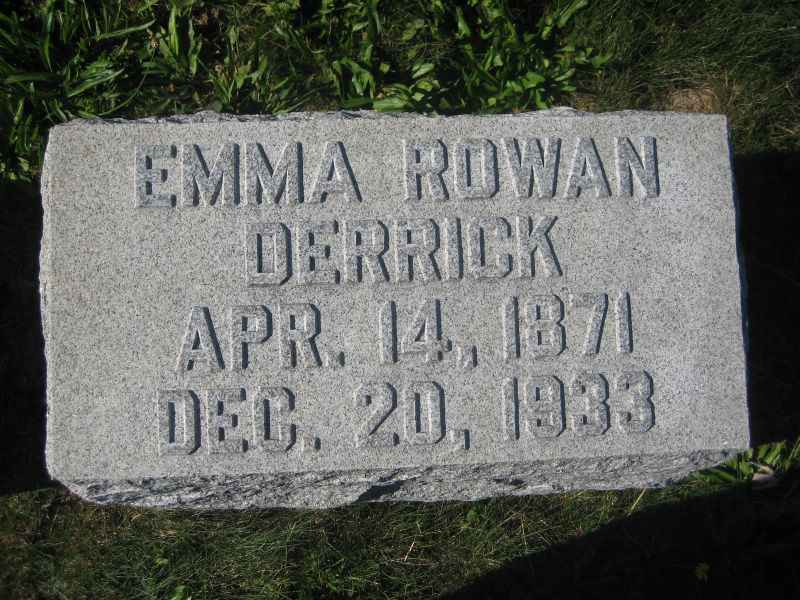 EMMA ROWAN
DERRICK
APR. 14, 1871
DEC. 20, 1933